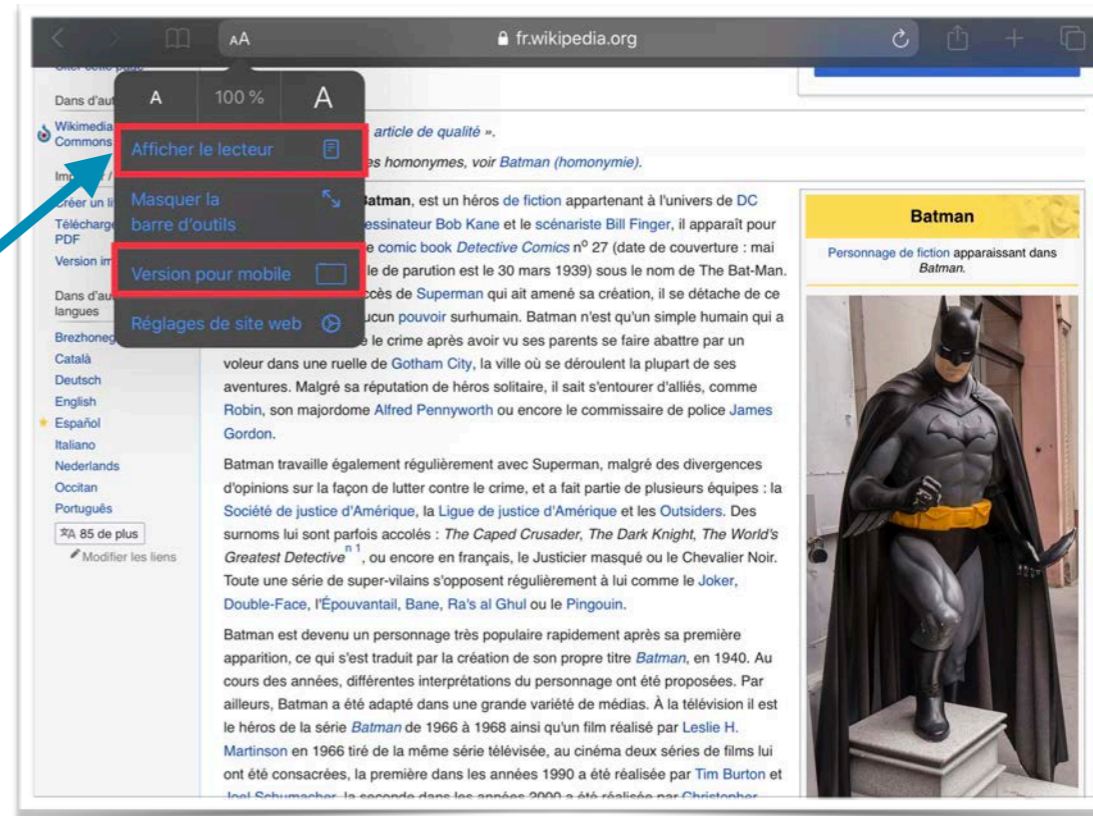 AA
fr.wikipedia.org
Citer cette page
Dans d'au
Wikimedia
Commons
Créer un li
Télécharge
PDF
Version im
Dans d'au
langues
Brezhoneg
Català
Deutsch
English
Español
Italiano
Nederlands
Occitan
Português
85 de plus
Modifier les liens
A 100 % A
Afficher le lecteur
Masquer la
barre d'outils
Version pour mobile
Réglages de site web
article de qualité ».
es homonymes, voir Batman (homonymie).
Batman, est un héros de fiction appartenant à l'univers de DC
essinateur Bob Kane et le scénariste Bill Finger, il apparaît pour
e comic book Detective Comics nº 27 (date de couverture : mai
le de parution est le 30 mars 1939) sous le nom de The Bat-Man.
ccès de Superman qui ait amené sa création, il se détache de ce
ucun pouvoir surhumain. Batman n'est qu'un simple humain qui a
le crime après avoir vu ses parents se faire abattre par un
voleur dans une ruelle de Gotham City, la ville où se déroulent la plupart de ses
aventures. Malgré sa réputation de héros solitaire, il sait s'entourer d'alliés, comme
Robin, son majordome Alfred Pennyworth ou encore le commissaire de police James
Gordon.
Batman travaille également régulièrement avec Superman, malgré des divergences
d'opinions sur la façon de lutter contre le crime, et a fait partie de plusieurs équipes : la
Société de justice d'Amérique, la Ligue de justice d'Amérique et les Outsiders. Des
surnoms lui sont parfois accolés : The Caped Crusader, The Dark Knight, The World's
Greatest Detective n 1, ou encore en français, le Justicier masqué ou le Chevalier Noir.
Toute une série de super-vilains s'opposent régulièrement à lui comme le Joker,
Double-Face, l'Épouvantail, Bane, Ra's al Ghul ou le Pingouin.
Batman est devenu un personnage très populaire rapidement après sa première
apparition, ce qui s'est traduit par la création de son propre titre Batman, en 1940. Au
cours des années, différentes interprétations du personnage ont été proposées. Par
ailleurs, Batman a été adapté dans une grande variété de médias. À la télévision il est
le héros de la série Batman de 1966 à 1968 ainsi qu'un film réalisé par Leslie H.
Martinson en 1966 tiré de la même série télévisée, au cinéma deux séries de films lui
ont été consacrées, la première dans les années 1990 a été réalisée par Tim Burton et
Joel Schumacher, la seconde dans les années 2000 a été réalisée par Christopher
Batman
Personnage de fiction apparaissant dans
Batman.